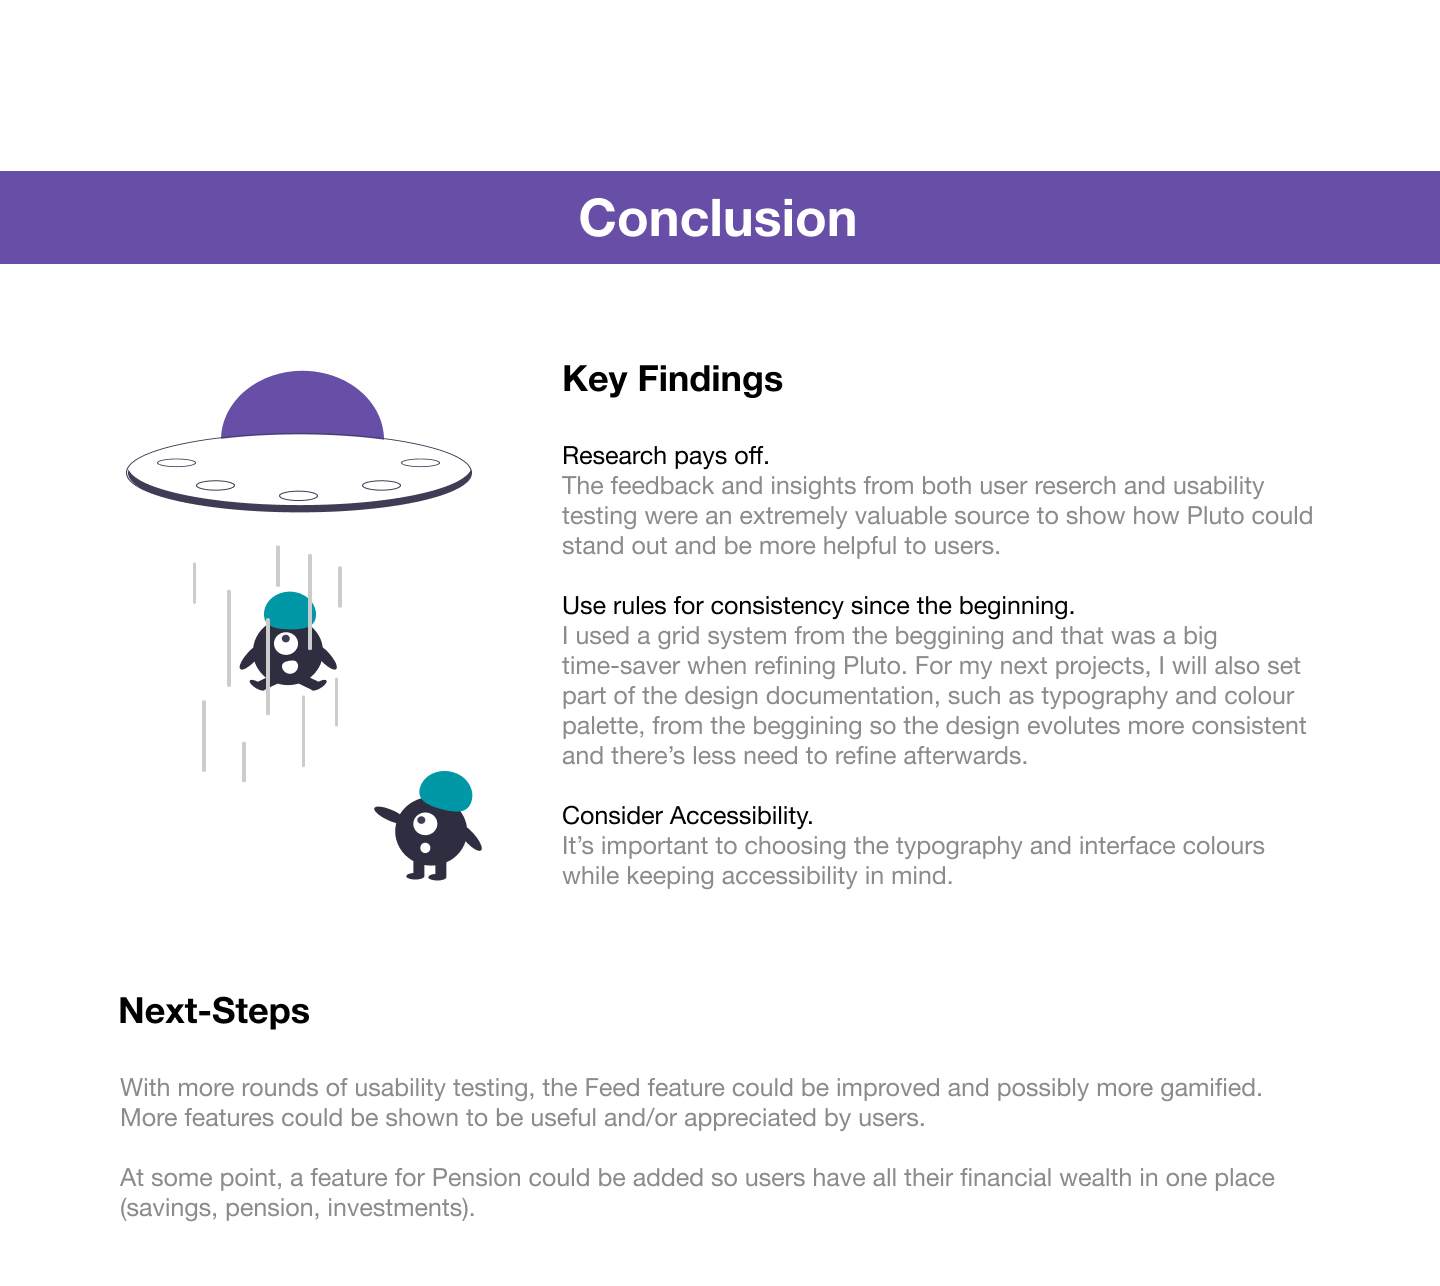 Conclusion
Key Findings
Research pays off.
The feedback and insights from both user reserch and usability
testing were an extremely valuable source to show how Pluto could
stand out and be more helpful to users.
Use rules for consistency since the beginning.
I used a grid system from the beggining and that was a big
time-saver when refining Pluto. For my next projects, I will also set
part of the design documentation, such as typography and colour
palette, from the beggining so the design evolutes more consistent
and there’s less need to refine afterwards.
Consider Accessibility.
It’s important to choosing the typography and interface colours
while keeping accessibility in mind.
Next-Steps
With more rounds of usability testing, the Feed feature could be improved and possibly more gamified.
More features could be shown to be useful and/or appreciated by users.
At some point, a feature for Pension could be added so users have all their financial wealth in one place
(savings, pension, investments).